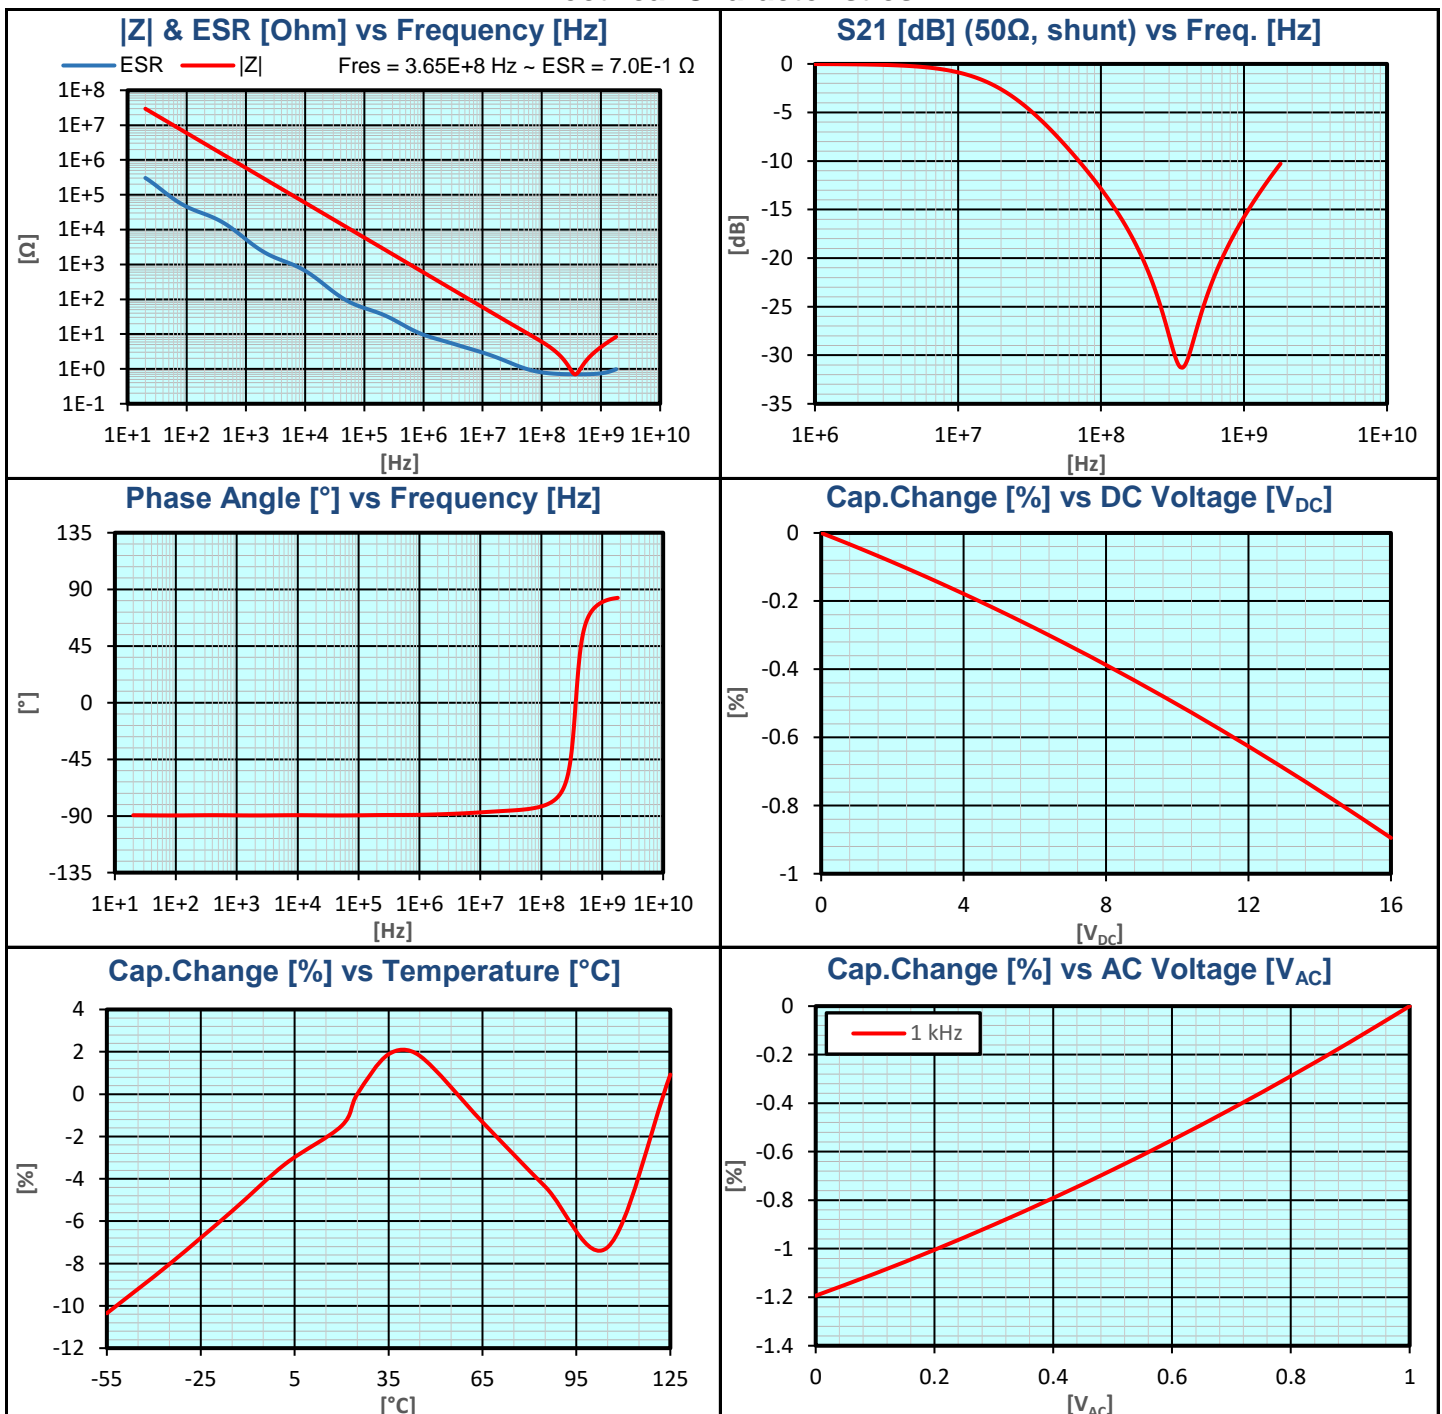 |Z| & ESR [Ohm] vs Frequency [Hz]
ESR |Z| Fres = 3.65E+8 Hz ~ ESR = 7.0E-1 Ω
1E+8
1E+7
1E+6
1E+5
1E+4
1E+3
1E+2
1E+1
1E+0
1E-1
[Ω]
1E+1 1E+2 1E+3 1E+4 1E+5 1E+6 1E+7 1E+8 1E+9 1E+10
[Hz]
S21 [dB] (50Ω, shunt) vs Freq. [Hz]
0
-5
-10
-15
-20
-25
-30
-35
[dB]
1E+6 1E+7 1E+8 1E+9 1E+10
[Hz]
Phase Angle [°] vs Frequency [Hz]
135
90
45
0
-45
-90
-135
[°]
1E+1 1E+2 1E+3 1E+4 1E+5 1E+6 1E+7 1E+8 1E+9 1E+10
[Hz]
Cap.Change [%] vs DC Voltage [VDC]
0
-0.2
-0.4
-0.6
-0.8
-1
[%]
0 4 8 12 16
[VDC]
Cap.Change [%] vs Temperature [°C]
4
2
0
-2
-4
-6
-8
-10
-12
[%]
-55 -25 5 35 65 95 125
[°C]
Cap.Change [%] vs AC Voltage [VAC]
1 kHz
0
-0.2
-0.4
-0.6
-0.8
-1
-1.2
-1.4
[%]
0 0.2 0.4 0.6 0.8 1
[VAC]